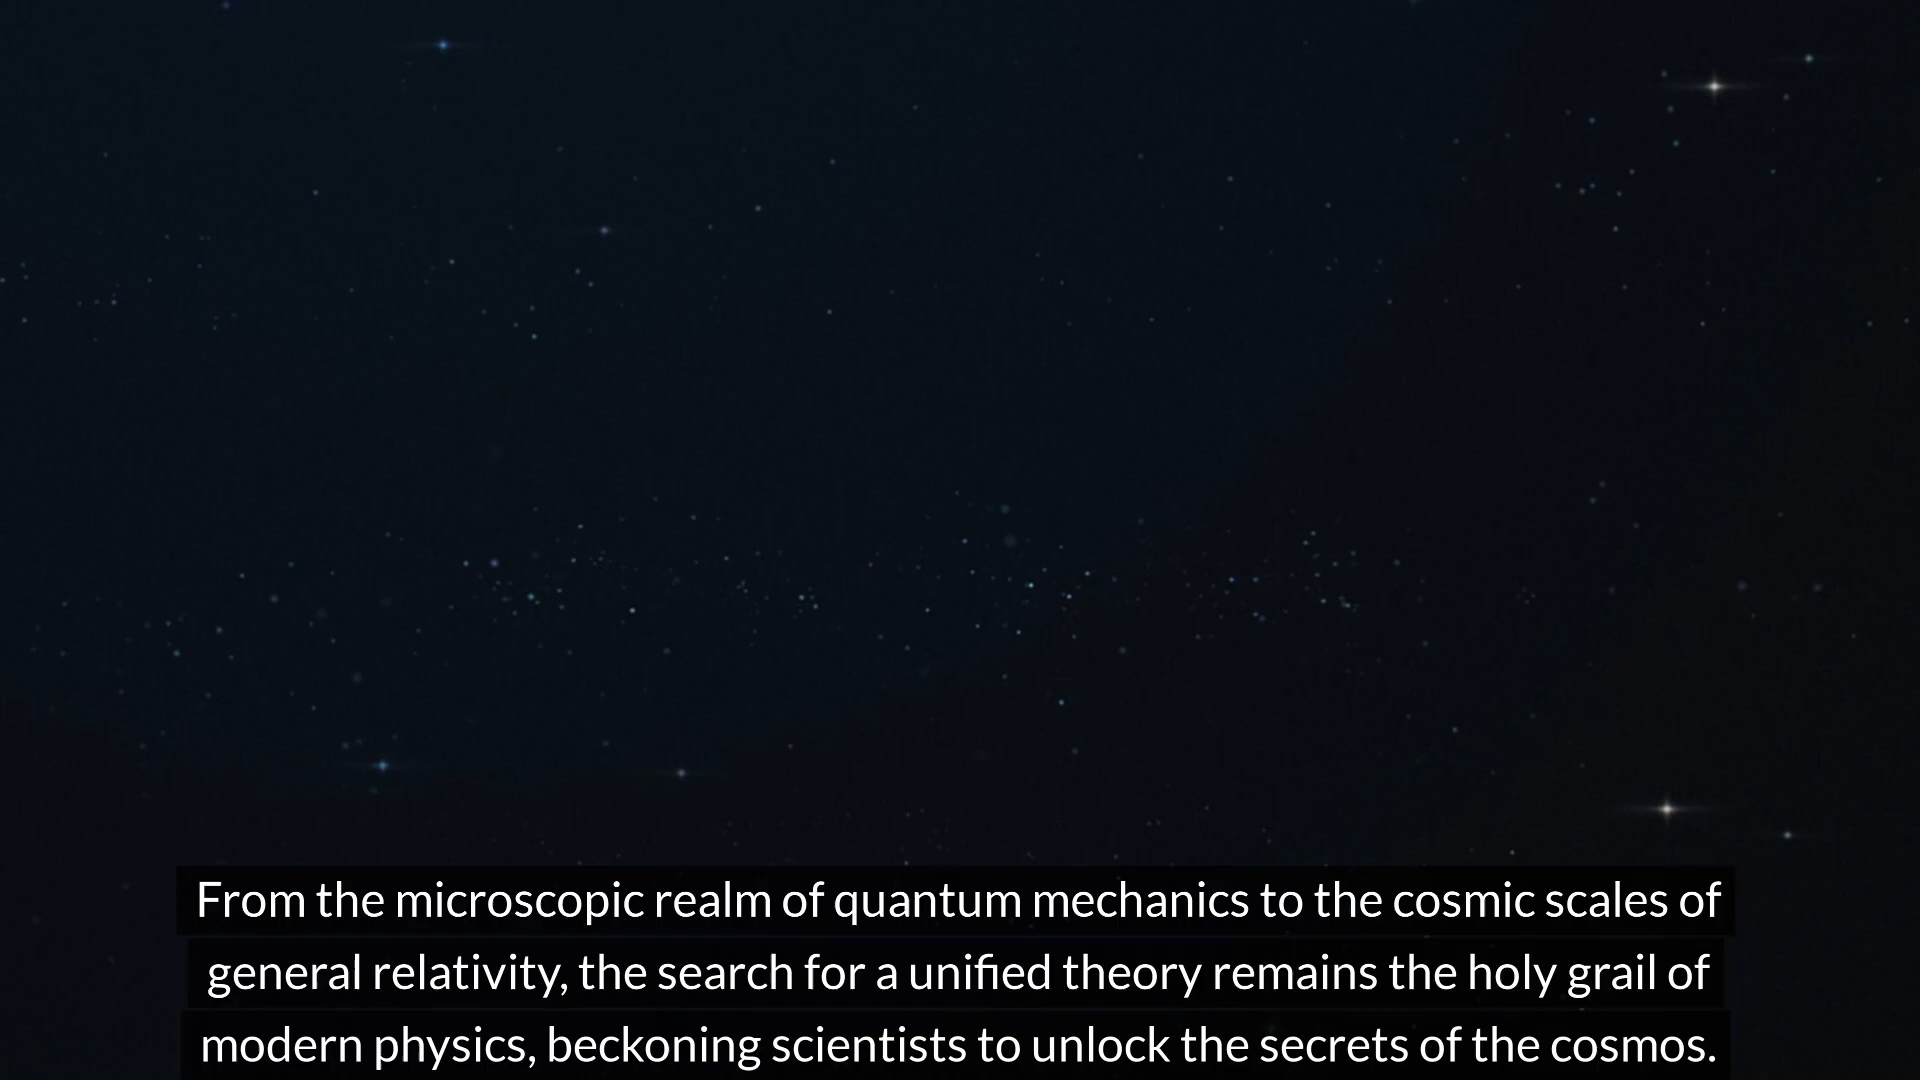 From the microscopic realm of quantum mechanics to the cosmic scales of
general relativity, the search for a unified theory remains the holy grail of
modern physics, beckoning scientists to unlock the secrets of the cosmos.